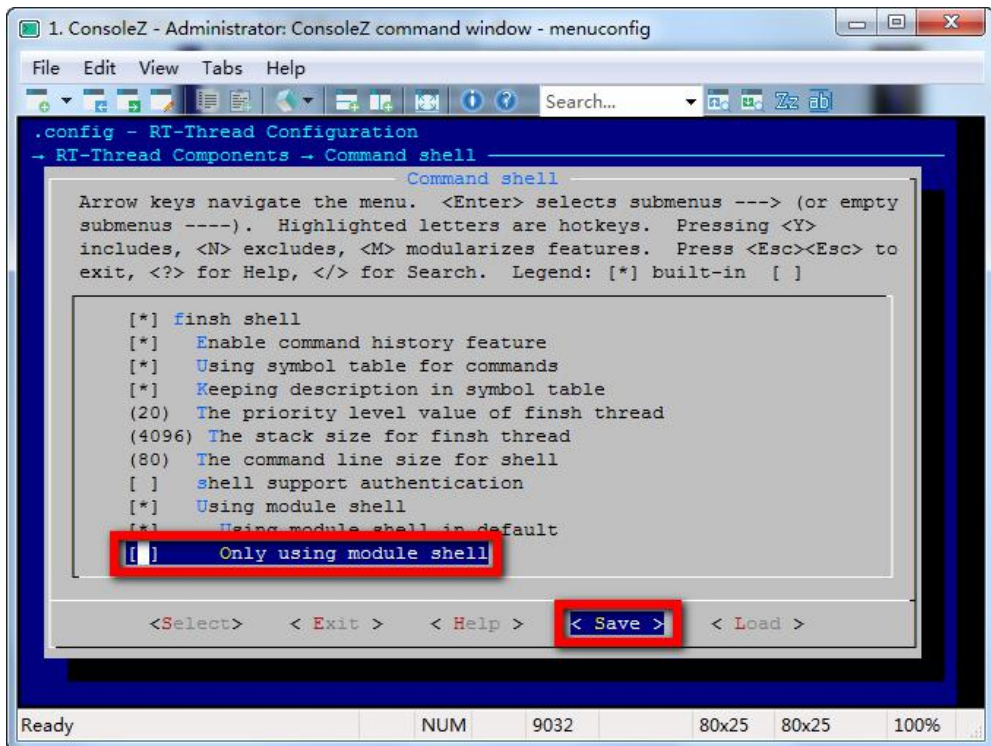 1. ConsoleZ - Administrator: ConsoleZ command window - menuconfig
File Edit View Tabs Help
Search...
.config - RT-Thread Configuration
→ RT-Thread Components → Command shell
Command shell
Arrow keys navigate the menu. <Enter> selects submenus ---> (or empty
submenus ----). Highlighted letters are hotkeys. Pressing <Y>
includes, <N> excludes, <M> modularizes features. Press <Esc><Esc> to
exit, <?> for Help, </> for Search. Legend: [*] built-in [ ]
[*] finsh shell
[*] Enable command history feature
[*] Using symbol table for commands
[*] Keeping description in symbol table
(20) The priority level value of finsh thread
(4096) The stack size for finsh thread
(80) The command line size for shell
[ ] shell support authentication
[*] Using module shell
[*] Using module shell in default
[ ] Only using module shell
<Select> < Exit > < Help > < Save > < Load >
Ready NUM 9032 80x25 80x25 100%